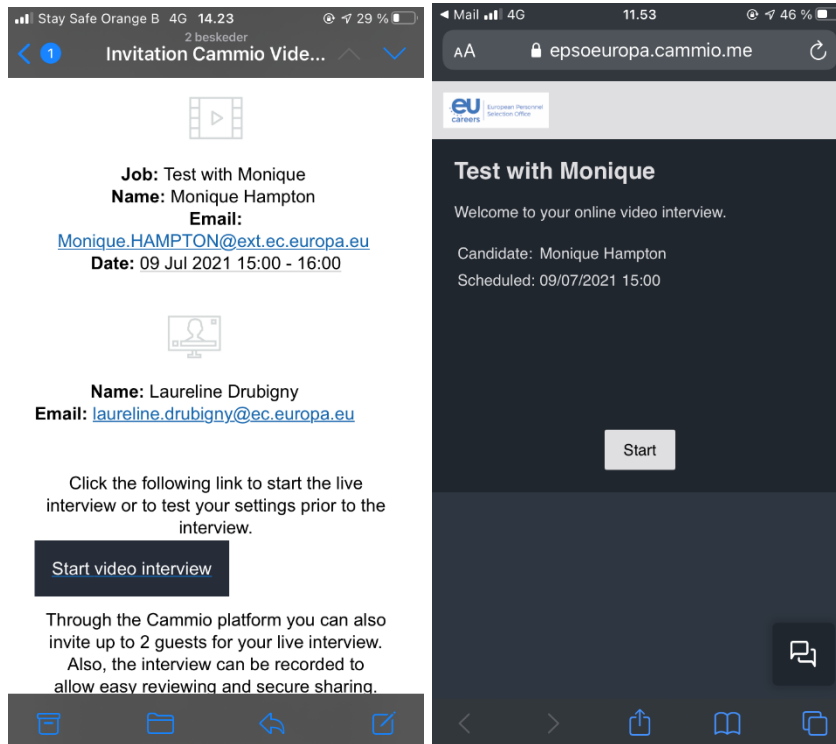 Stay Safe Orange B 4G 14.23 29 %
2 beskeder
1 Invitation Cammio Vide...
Job: Test with Monique
Name: Monique Hampton
Email:
Monique.HAMPTON@ext.ec.europa.eu
Date: 09 Jul 2021 15:00 - 16:00
Name: Laureline Drubigny
Email: laureline.drubigny@ec.europa.eu
Click the following link to start the live
interview or to test your settings prior to the
interview.
Start video interview
Through the Cammio platform you can also
invite up to 2 guests for your live interview.
Also, the interview can be recorded to
allow easy reviewing and secure sharing.
Mail 4G 11.53 46 %
AA epsoeuropa.cammio.me
eu
careers
European Personnel
Selection Office
Test with Monique
Welcome to your online video interview.
Candidate: Monique Hampton
Scheduled: 09/07/2021 15:00
Start